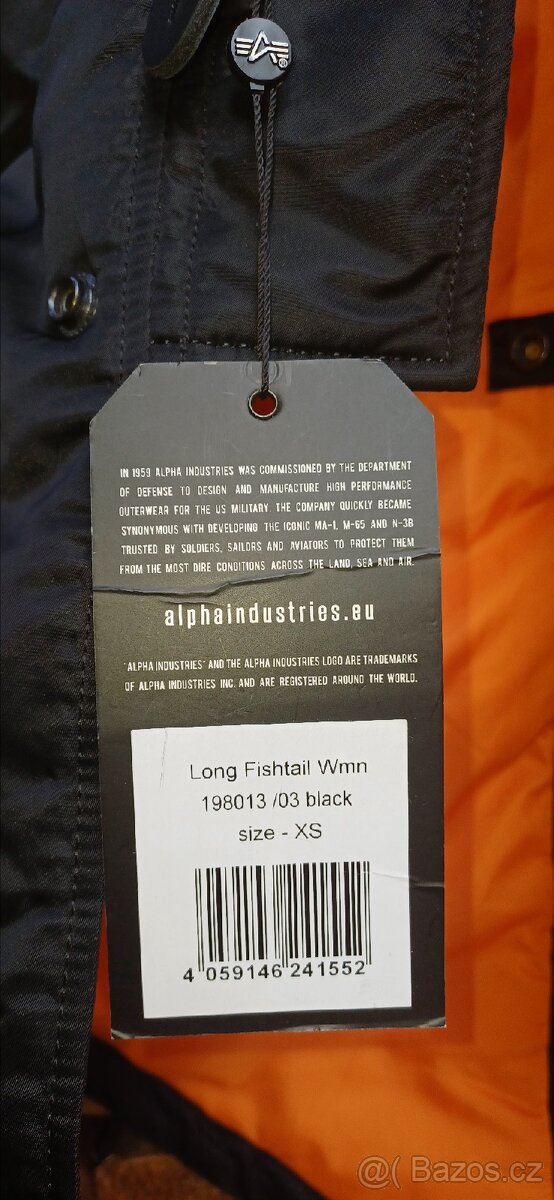 IN 1959 ALPHA INDUSTRIES WAS COMMISSIONED BY THE DEPARTMENT
OF DEFENSE TO DESIGN AND MANUFACTURE HIGH PERFORMANCE
OUTERWEAR FOR THE US MILITARY. THE COMPANY QUICKLY BECAME
SYNONYMOUS WITH DEVELOPING THE ICONIC MA-1, M-65 AND N-3B
TRUSTED BY SOLDIERS, SAILORS AND AVIATORS TO PROTECT THEM
FROM THE MOST DIRE CONDITIONS ACROSS THE LAND, SEA AND AIR.
alphaindustries.eu
"ALPHA INDUSTRIES" AND THE ALPHA INDUSTRIES LOGO ARE TRADEMARKS
OF ALPHA INDUSTRIES INC. AND ARE REGISTERED AROUND THE WORLD.
Long Fishtail Wmn
198013 /03 black
size - XS
4 059146 241552
@ Bazos.cz